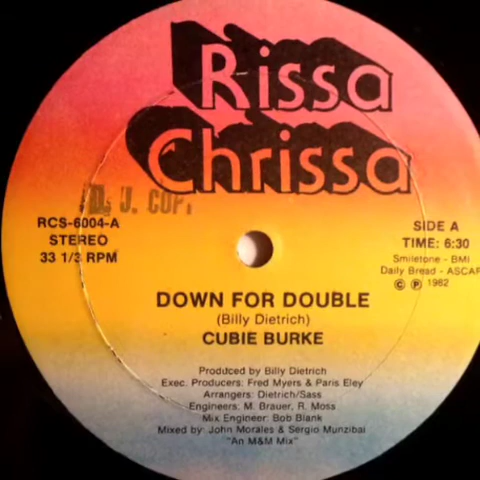 Rissa
Chrissa
D. J. COPY
RCS-6004-A
STEREO
33 1/3 RPM
SIDE A
TIME: 6:30
Smiletone - BMI
Daily Bread - ASCAP
© ℗ 1982
DOWN FOR DOUBLE
(Billy Dietrich)
CUBIE BURKE
Proddced by Billy Dietrich
Exec. Producers: Fred Myers & Paris Eley
Arrangers: Dietrich/Sass
Engineers: M. Brauer, R. Moss
Mix Engineer: Bob Blank
Mixed by: John Morales & Sergio Munzibai
"An M&M Mix"